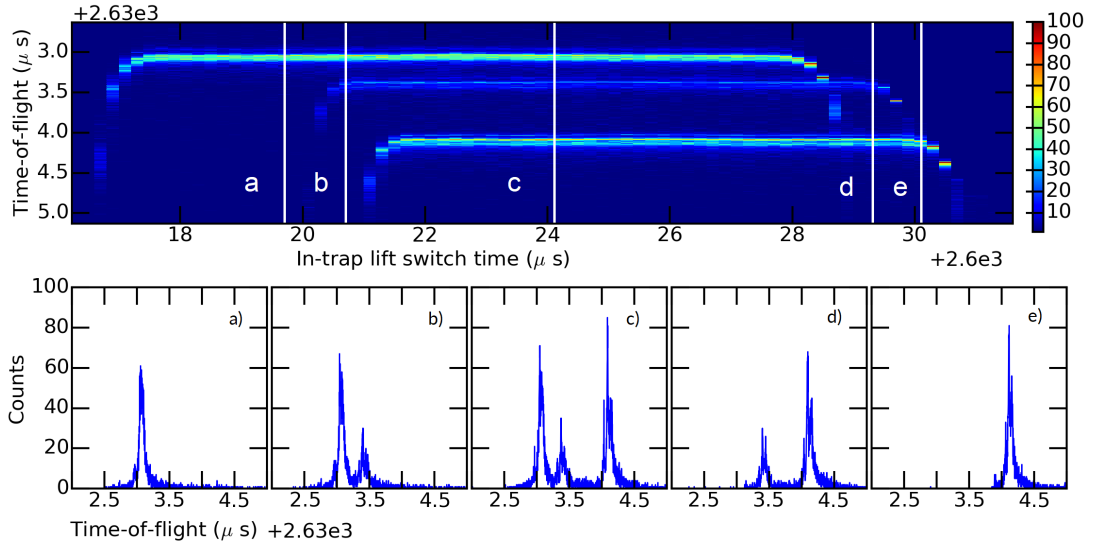 +2.63e3
Time-of-flight (μ s)
3.0
3.5
4.0
4.5
5.0
a b c d e
18 20 22 24 26 28 30
In-trap lift switch time (μ s)
+2.6e3
100
90
80
70
60
50
40
30
20
10
Counts
100
80
60
40
20
0
a) b) c) d) e)
2.5 3.5 4.5 2.5 3.5 4.5 2.5 3.5 4.5 2.5 3.5 4.5 2.5 3.5 4.5
Time-of-flight (μ s) +2.63e3